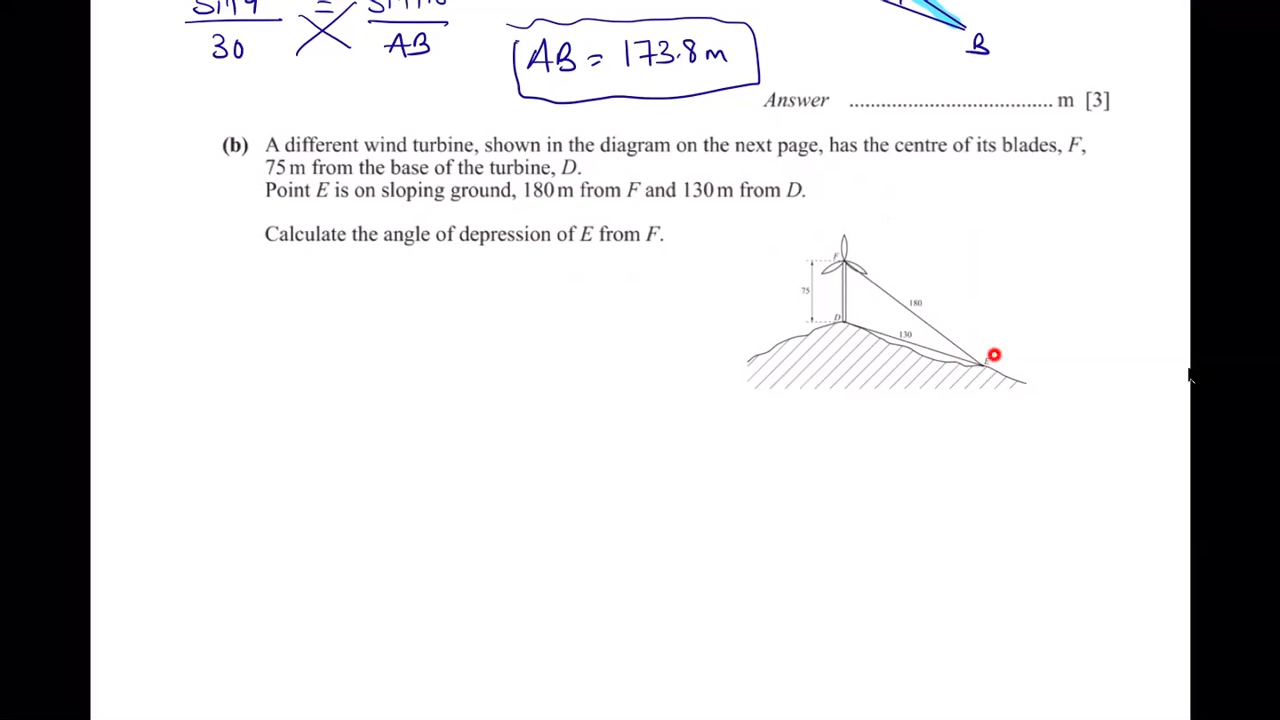 =
30 AB
AB = 173.8m
B
Answer .................................... m [3]
(b) A different wind turbine, shown in the diagram on the next page, has the centre of its blades, F,
75 m from the base of the turbine, D.
Point E is on sloping ground, 180 m from F and 130 m from D.
Calculate the angle of depression of E from F.
F
75
180
D
130